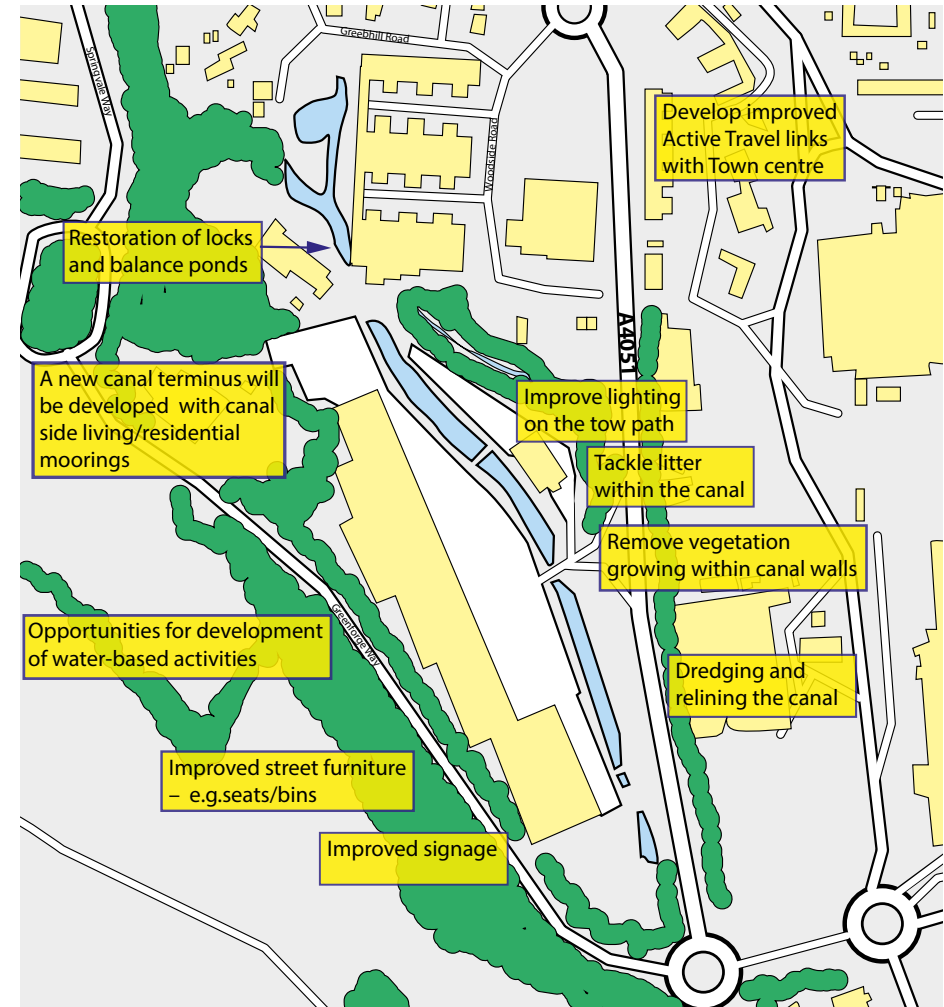 Greebhill Road
Springvale Way
Woodside Road
Develop improved
Active Travel links
with Town centre
Restoration of locks
and balance ponds
A4051
A new canal terminus will
be developed with canal
side living/residential
moorings
Improve lighting
on the tow path
Tackle litter
within the canal
Remove vegetation
growing within canal walls
Greenforge Way
Opportunities for development
of water-based activities
Dredging and
relining the canal
Improved street furniture
– e.g.seats/bins
Improved signage